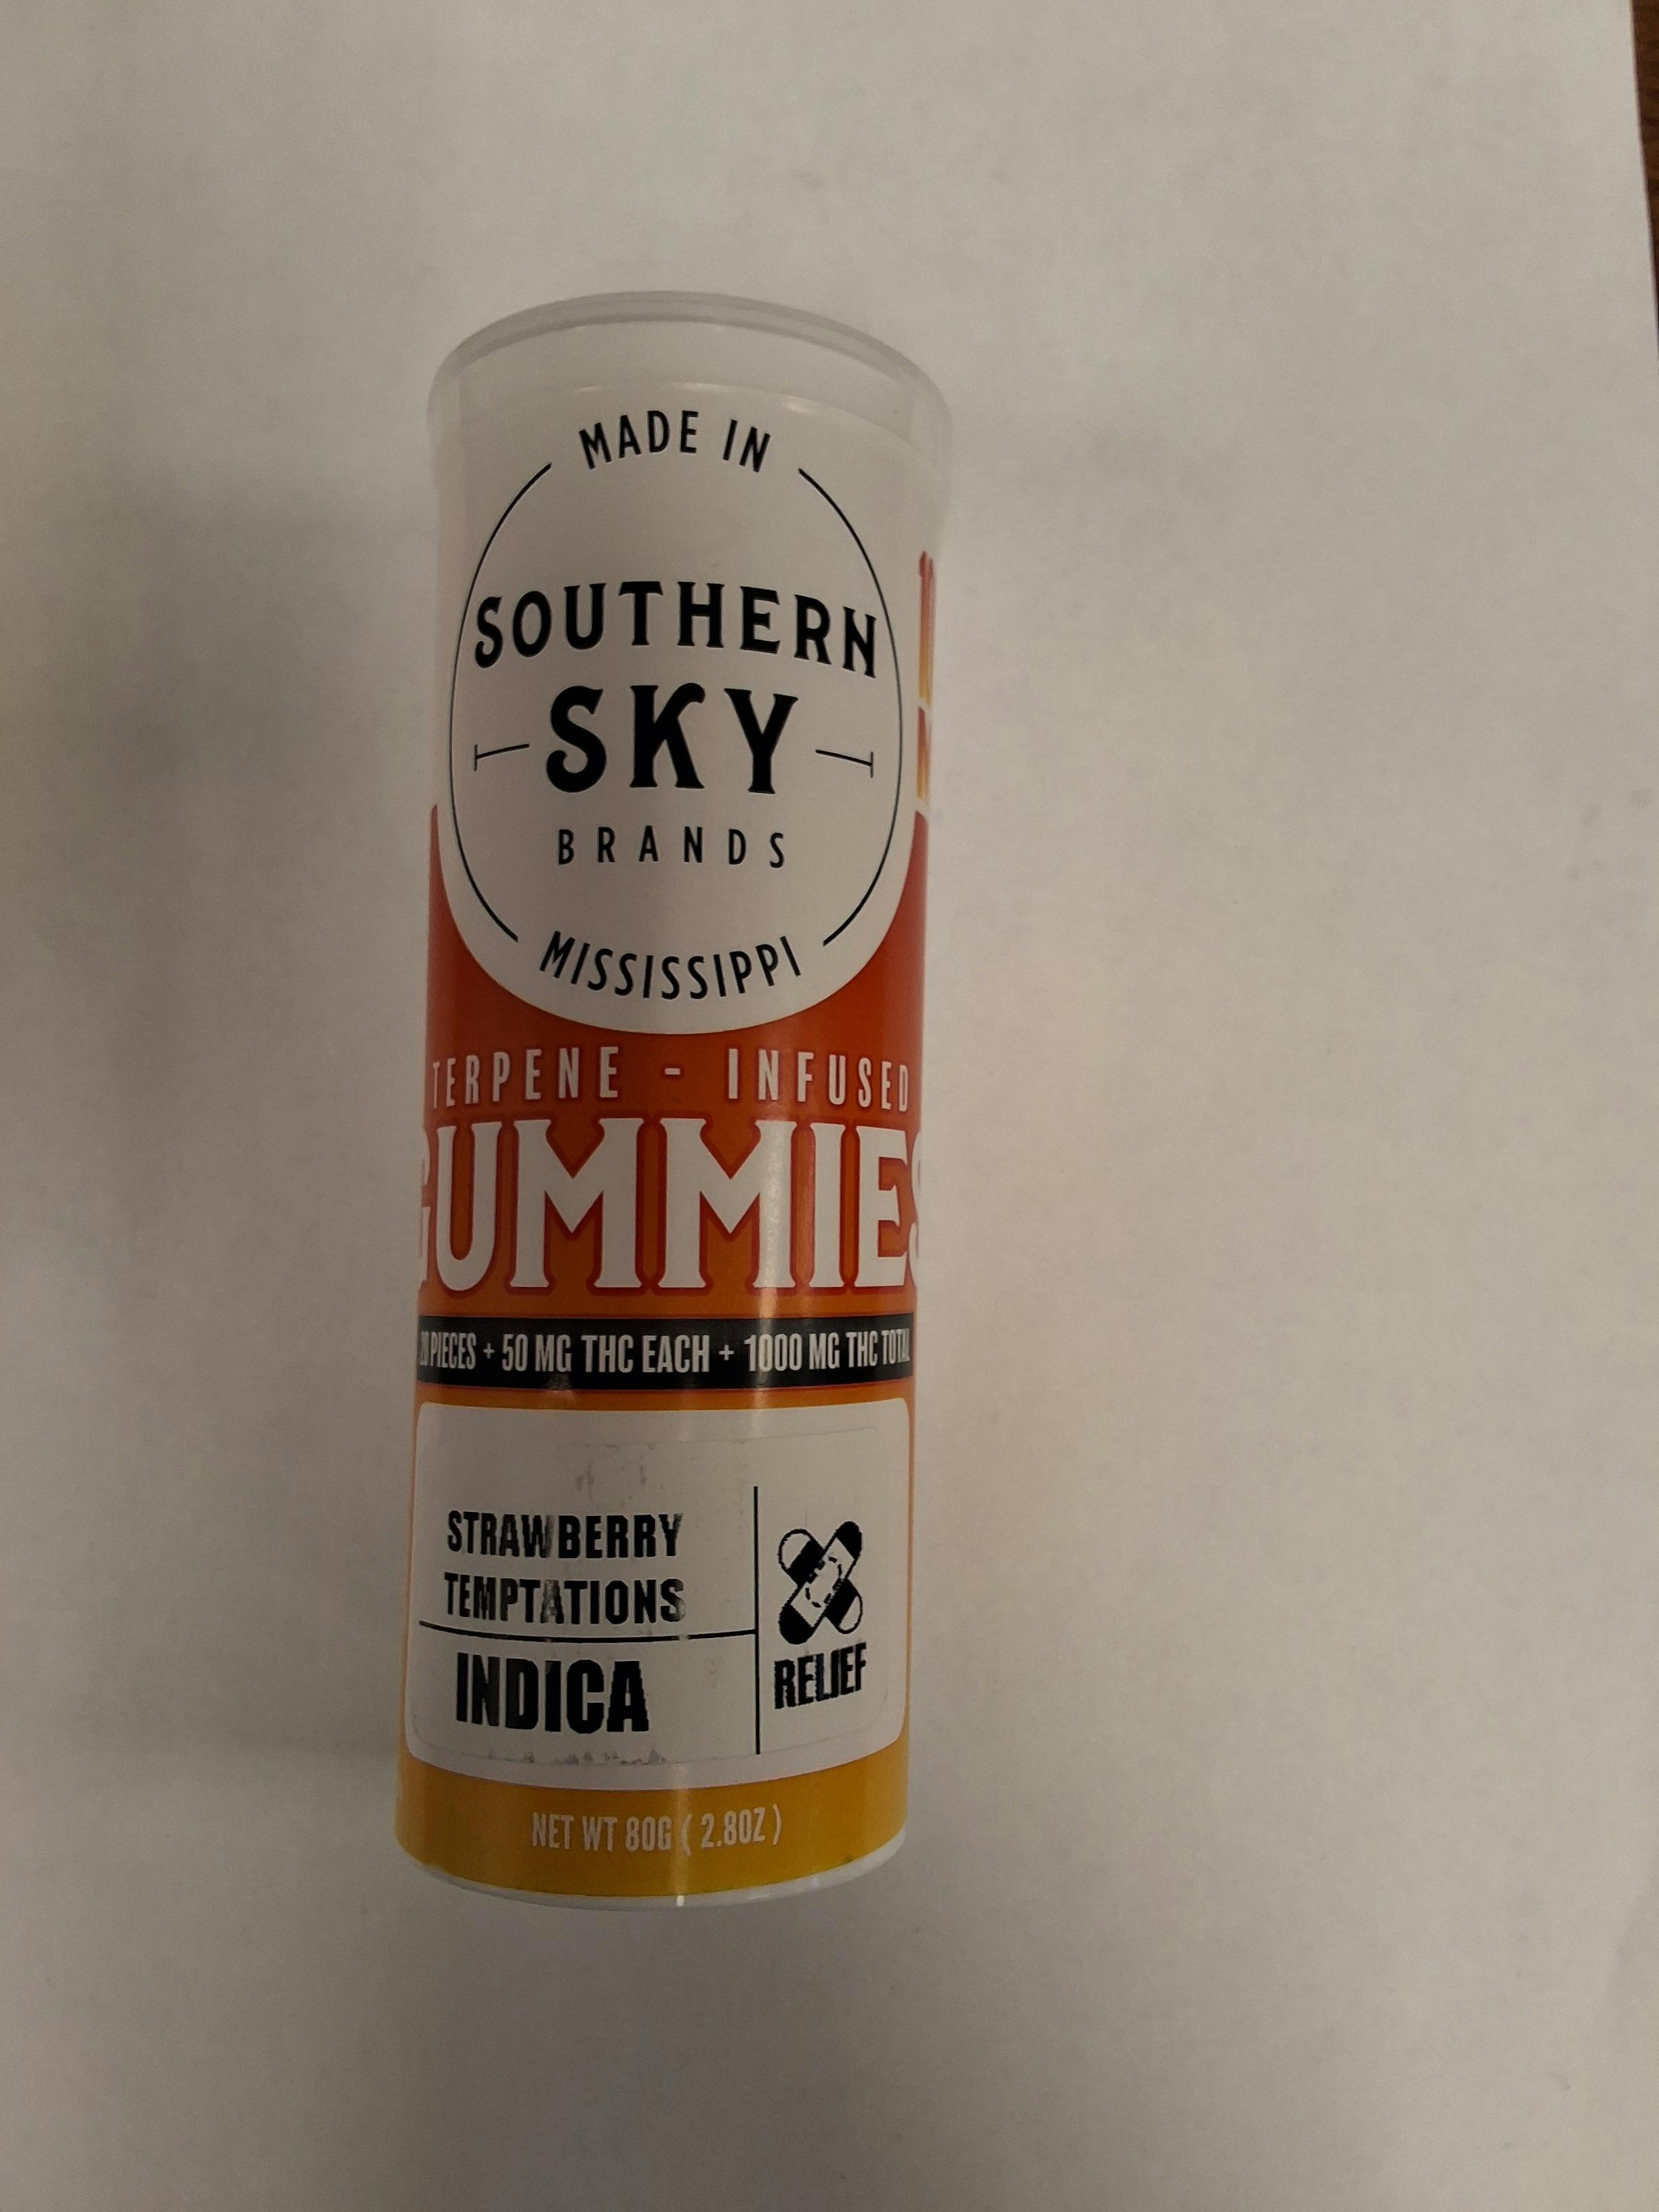 MADE IN
SOUTHERN
SKY
BRANDS
MISSISSIPPI
TERPENE - INFUSED
GUMMIES
20 PIECES + 50 MG THC EACH + 1000 MG THC TOTAL
STRAWBERRY
TEMPTATIONS
INDICA
RELIEF
NET WT 80G ( 2.8OZ )